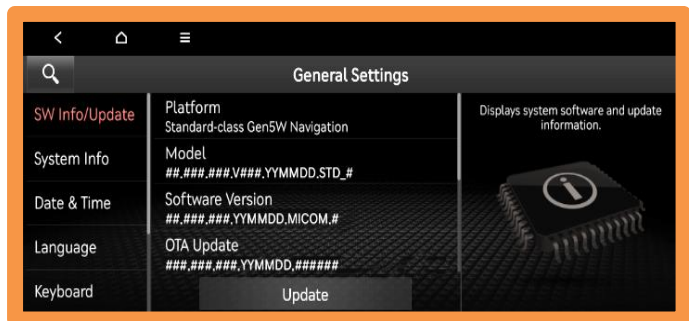 General Settings
SW Info/Update
System Info
Date & Time
Language
Keyboard
Platform
Standard-class Gen5W Navigation
Model
##.###.###.V###.YYMMDD.STD_#
Software Version
##.###.###.YYMMDD.MICOM.#
OTA Update
###.###.###.YYMMDD.######
Update
Displays system software and update
information.